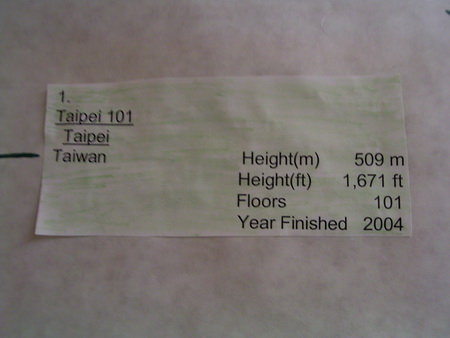 1.
Taipei 101
Taipei
Taiwan
Height(m) 509 m
Height(ft) 1,671 ft
Floors 101
Year Finished 2004